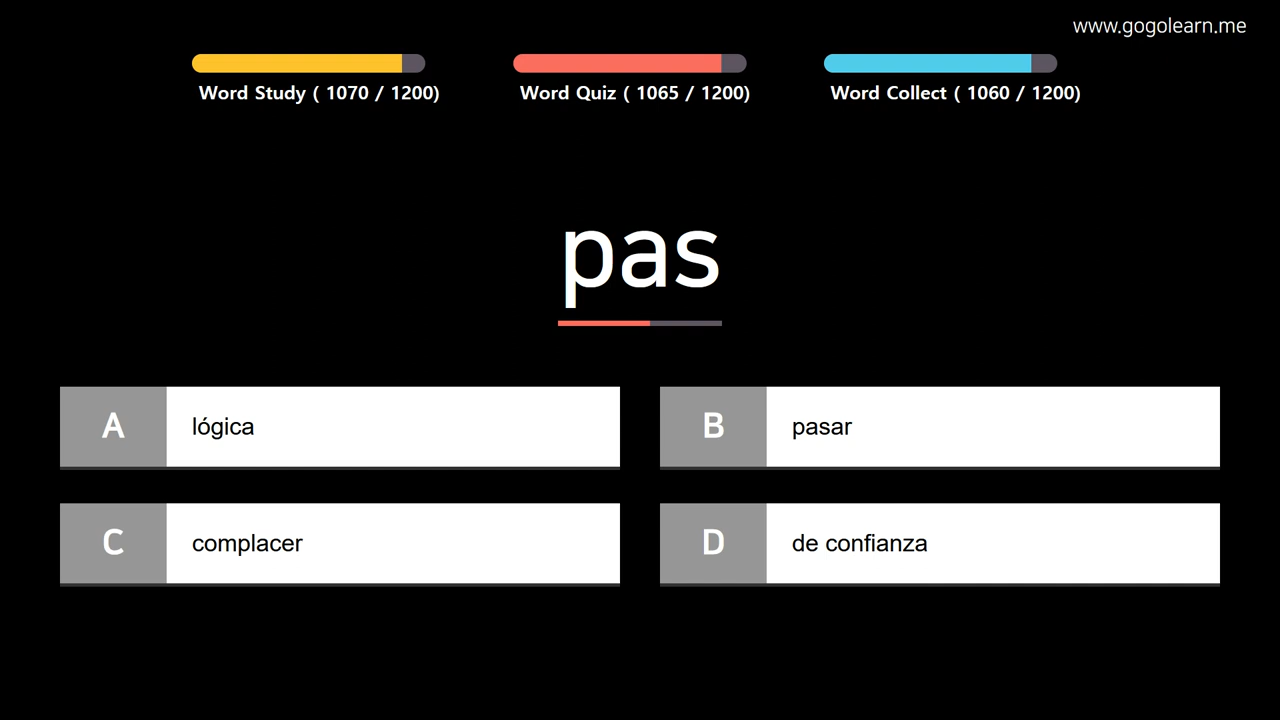 www.gogolearn.me
Word Study ( 1070 / 1200)
Word Quiz ( 1065 / 1200)
Word Collect ( 1060 / 1200)
pas
A lógica
B pasar
C complacer
D de confianza